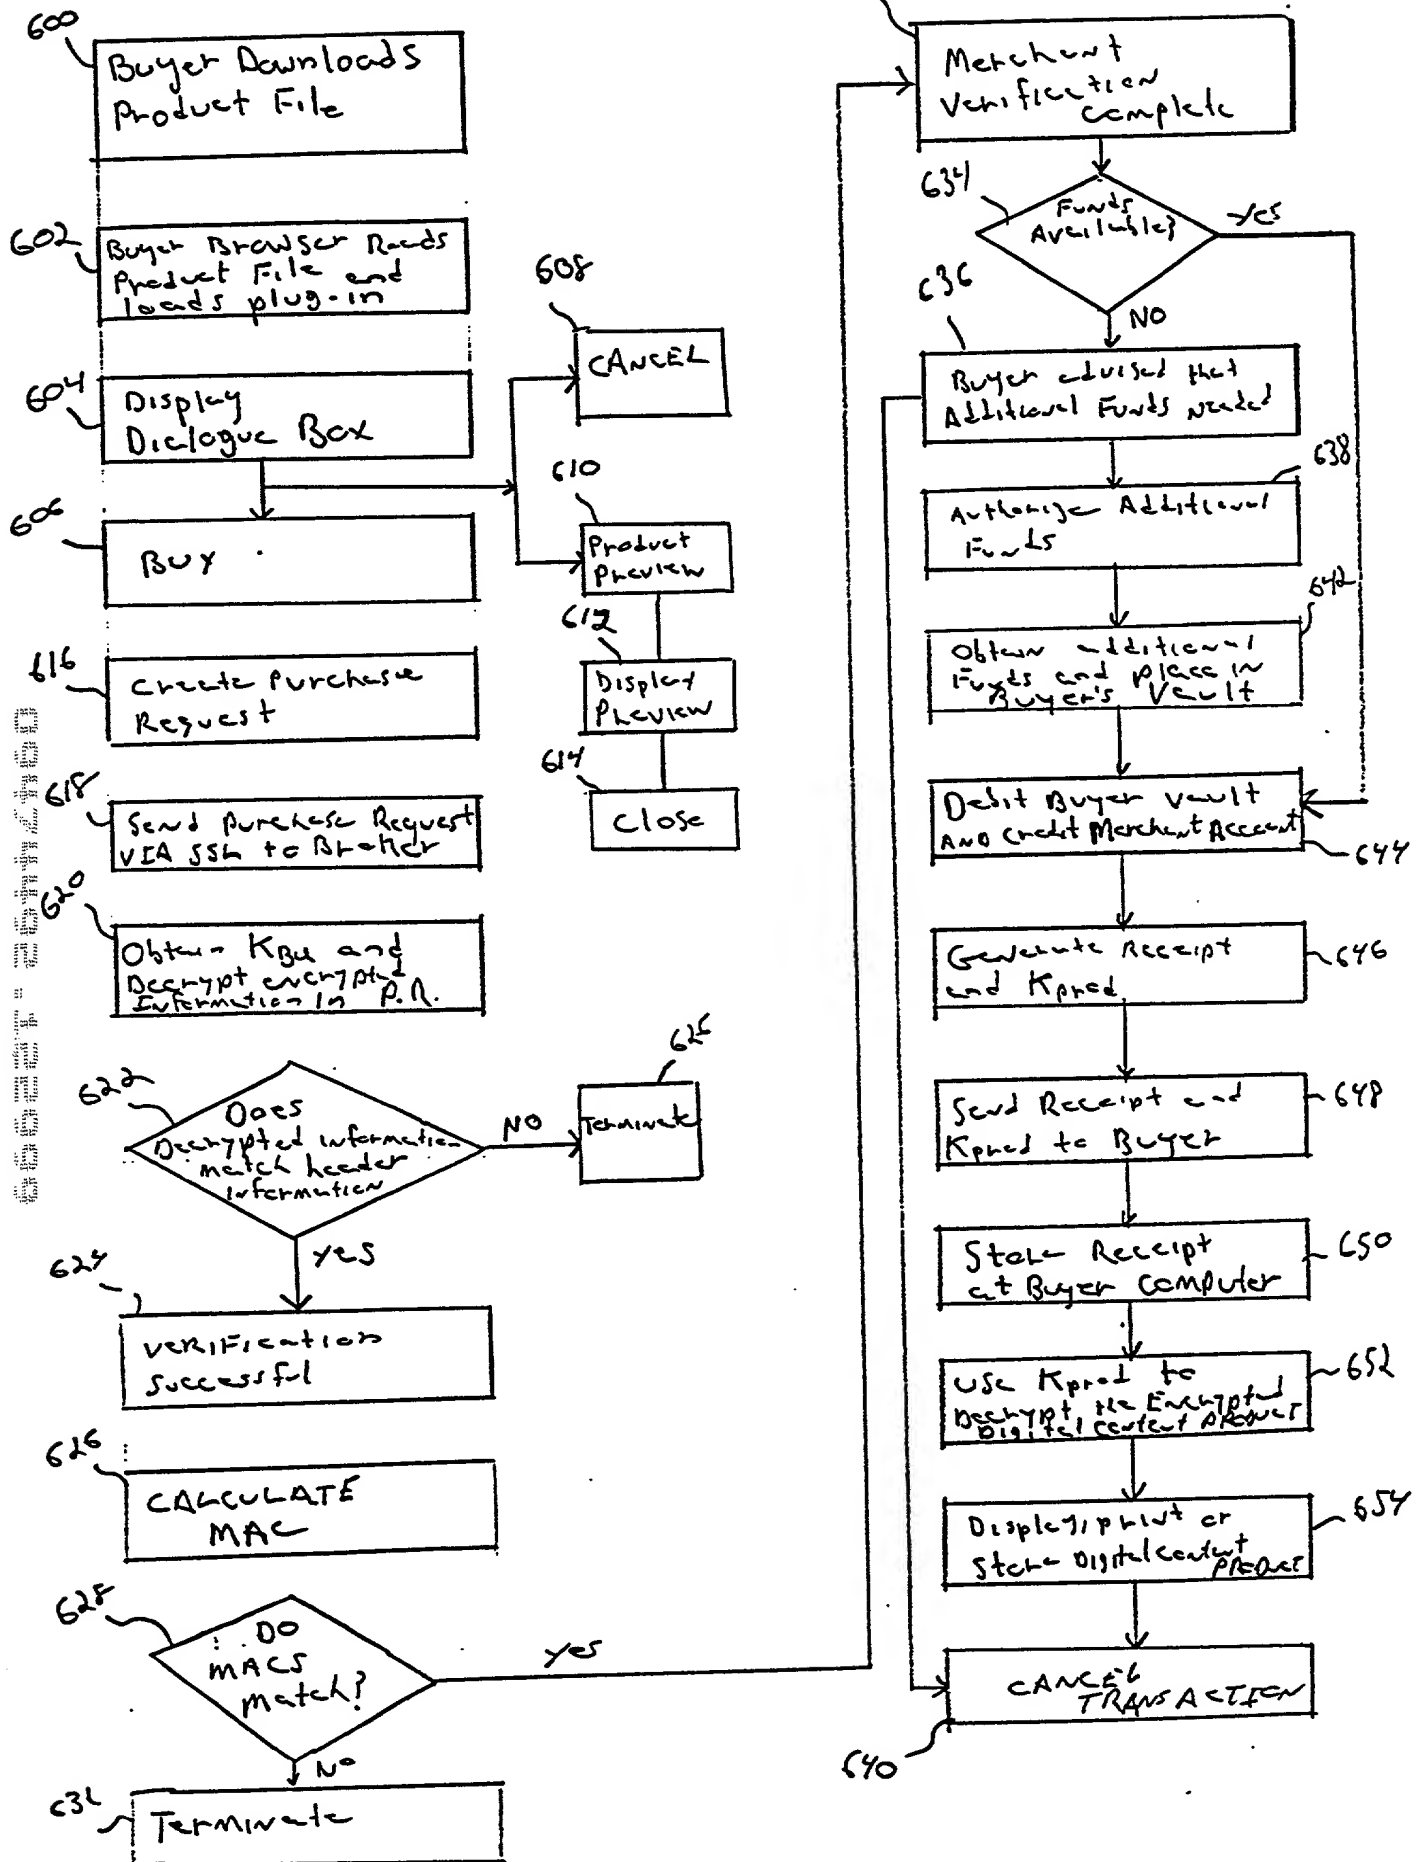 600
Buyer Downloads
Product File
602
Buyer Browser Reads
Product File and
loads plug-in
604
Display
Dialogue Box
608
CANCEL
606
BUY
610
Product
Preview
612
Display
Preview
614
Close
616
Create Purchase
Request
618
Send Purchase Request
VIA SSL to Broker
620
Obtain KBU and
Decrypt encrypted
Information In P.R.
622
Does
Decrypted information
match header
information
NO
Terminate
yes
624
Verification
Successful
626
CALCULATE
MAC
628
DO
MACS
Match?
yes
NO
Terminate
Merchant
Verification
Complete
634
Funds
Available?
yes
NO
636
Buyer advised that
Additional Funds Needed
638
Authorize Additional
Funds
642
Obtain additional
Funds and place in
Buyer's Vault
Debit Buyer Vault
AND Credit Merchant Account
644
Generate Receipt
and Kprod
646
Send Receipt and
Kprod to Buyer
648
Store Receipt
at Buyer Computer
650
Use Kprod to
Decrypt the Encrypted
Digital Content PRODUCT
652
Display, print or
Store Digital Content
PRODUCT
654
CANCEL
TRANSACTION
640